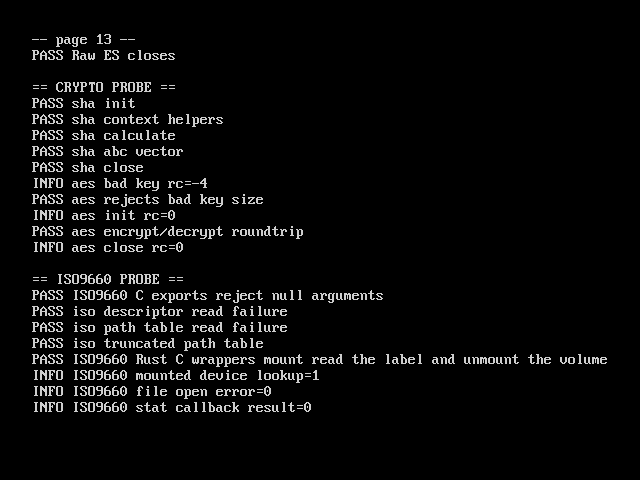 -- page 13 --
PASS Raw ES closes
== CRYPTO PROBE ==
PASS sha init
PASS sha context helpers
PASS sha calculate
PASS sha abc vector
PASS sha close
INFO aes bad key rc=-4
PASS aes rejects bad key size
INFO aes init rc=0
PASS aes encrypt/decrypt roundtrip
INFO aes close rc=0
== ISO9660 PROBE ==
PASS ISO9660 C exports reject null arguments
PASS iso descriptor read failure
PASS iso path table read failure
PASS iso truncated path table
PASS ISO9660 Rust C wrappers mount read the label and unmount the volume
INFO ISO9660 mounted device lookup=1
INFO ISO9660 file open error=0
INFO ISO9660 stat callback result=0